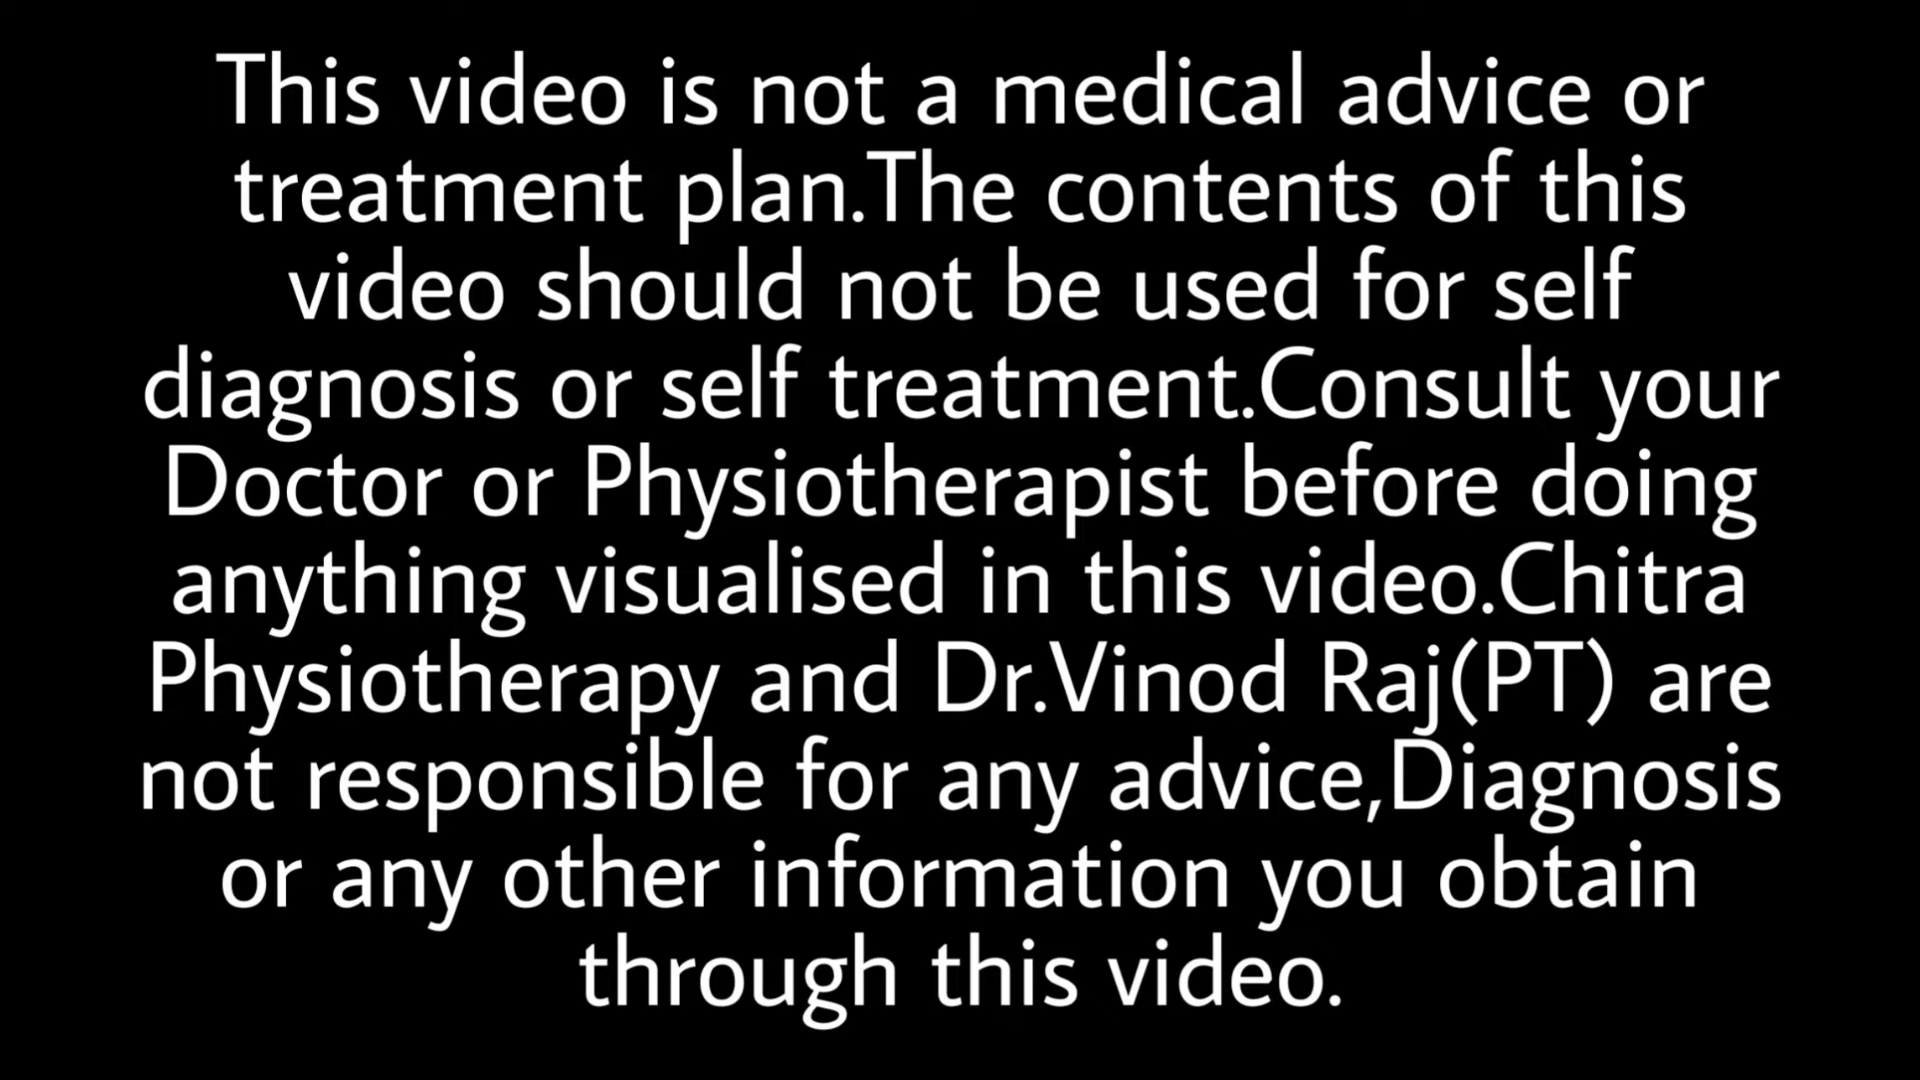 This video is not a medical advice or
treatment plan.The contents of this
video should not be used for self
diagnosis or self treatment.Consult your
Doctor or Physiotherapist before doing
anything visualised in this video.Chitra
Physiotherapy and Dr.Vinod Raj(PT) are
not responsible for any advice,Diagnosis
or any other information you obtain
through this video.